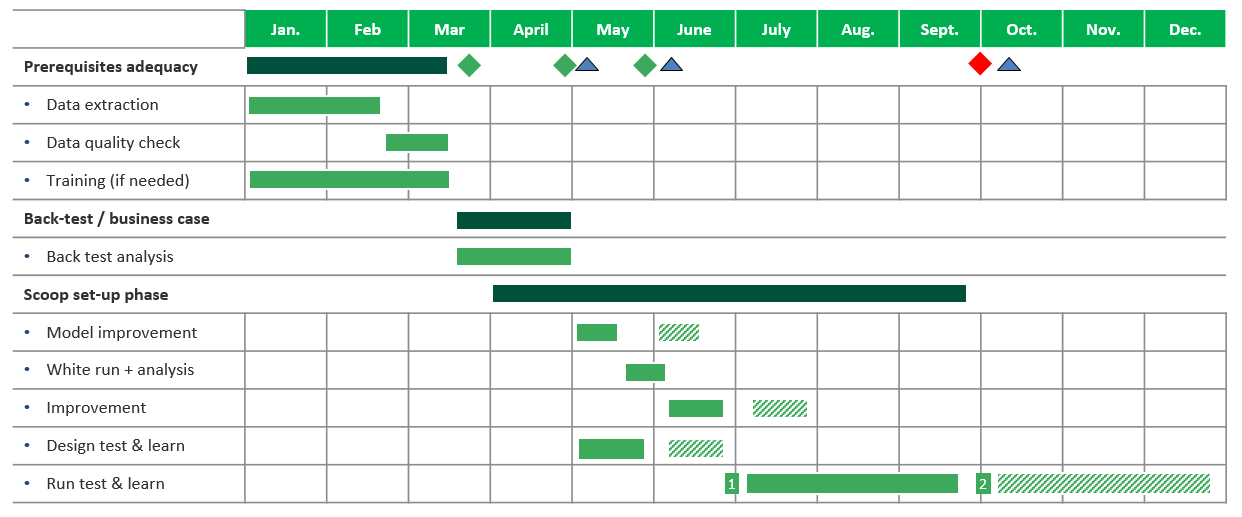 Jan. Feb Mar April May June July Aug. Sept. Oct. Nov. Dec.
Prerequisites adequacy
• Data extraction
• Data quality check
• Training (if needed)
Back-test / business case
• Back test analysis
Scoop set-up phase
• Model improvement
• White run + analysis
• Improvement
• Design test & learn
• Run test & learn 1 2